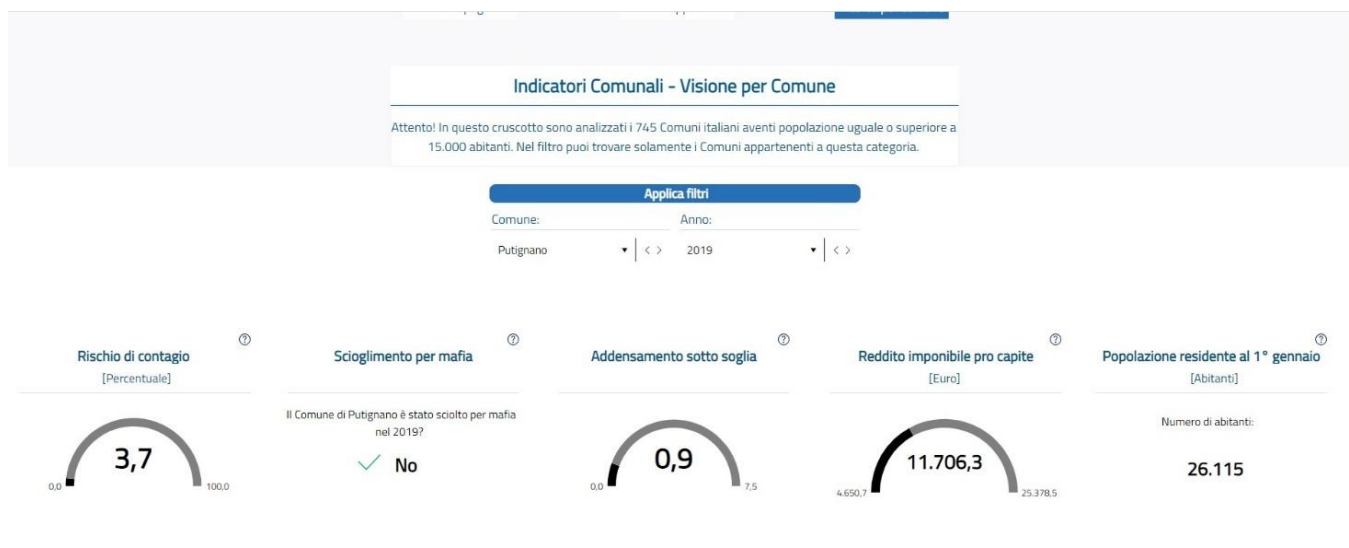 Indicatori Comunali - Visione per Comune
Attento! In questo cruscotto sono analizzati i 745 Comuni italiani aventi popolazione uguale o superiore a
15.000 abitanti. Nel filtro puoi trovare solamente i Comuni appartenenti a questa categoria.
Applica filtri
Comune:
Anno:
Putignano
2019
Rischio di contagio
[Percentuale]
3,7
0,0
100,0
Scioglimento per mafia
Il Comune di Putignano è stato sciolto per mafia
nel 2019?
No
Addensamento sotto soglia
0,9
0,0
7,5
Reddito imponibile pro capite
[Euro]
11.706,3
4.650,7
25.378,5
Popolazione residente al 1° gennaio
[Abitanti]
Numero di abitanti:
26.115